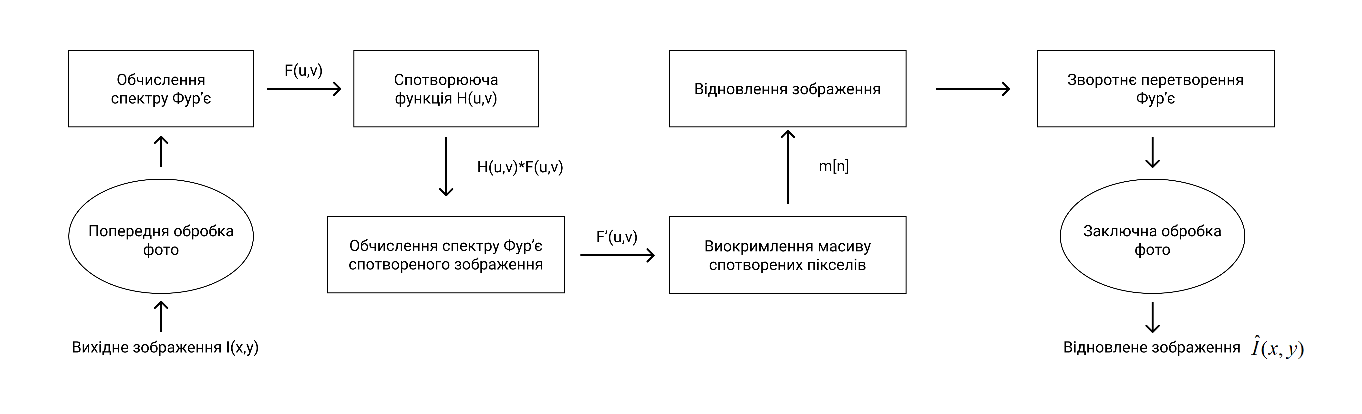 Обчислення
спектру Фур’є
F(u,v)
Спотворююча
функція H(u,v)
H(u,v)*F(u,v)
Відновлення зображення
Зворотнє перетворення
Фур’є
m[n]
Попередня обробка
фото
Обчислення спектру Фур’є
спотвореного зображення
F’(u,v)
Виокримлення масиву
спотворених пікселів
Заключна обробка
фото
Вихідне зображення I(x,y)
Відновлене зображення Î(x, y)